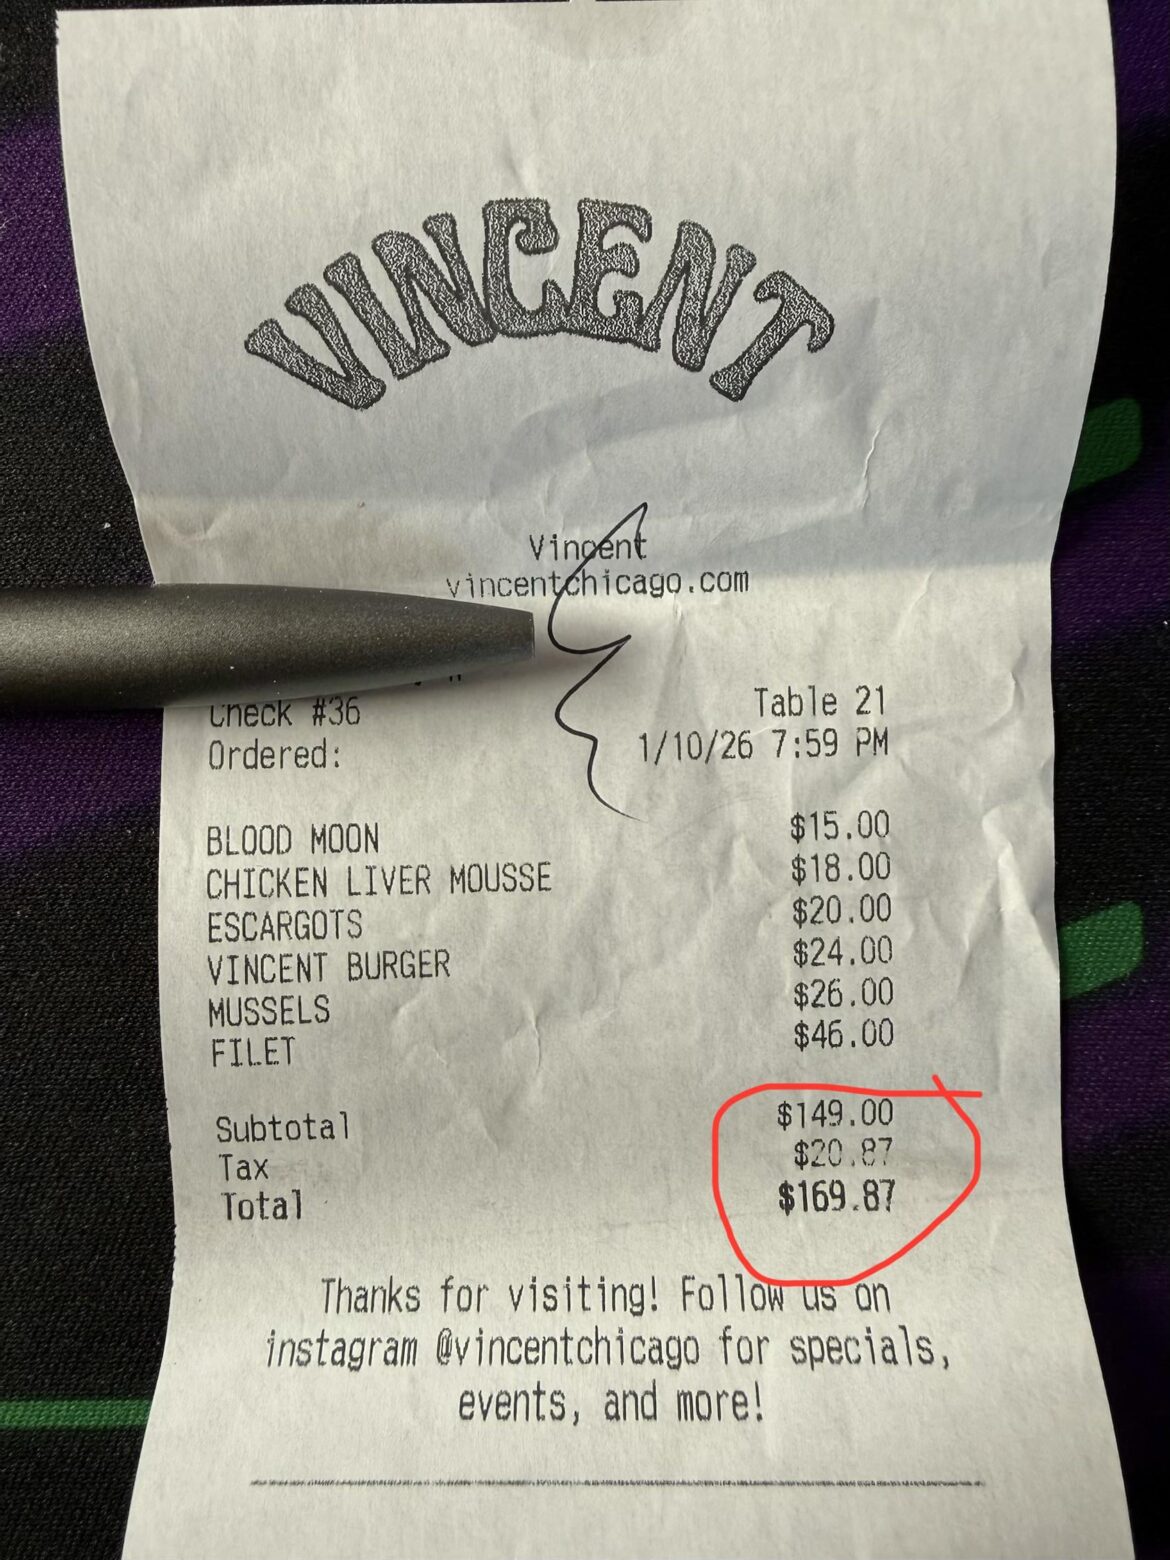 VINCENT
Vincent
vincentchicago.com
Check #36 Table 21
Ordered: 1/10/26 7:59 PM
BLOOD MOON $15.00
CHICKEN LIVER MOUSSE $18.00
ESCARGOTS $20.00
VINCENT BURGER $24.00
MUSSELS $26.00
FILET $46.00
Subtotal $149.00
Tax $20.87
Total $169.87
Thanks for visiting! Follow us on
instagram @vincentchicago for specials,
events, and more!